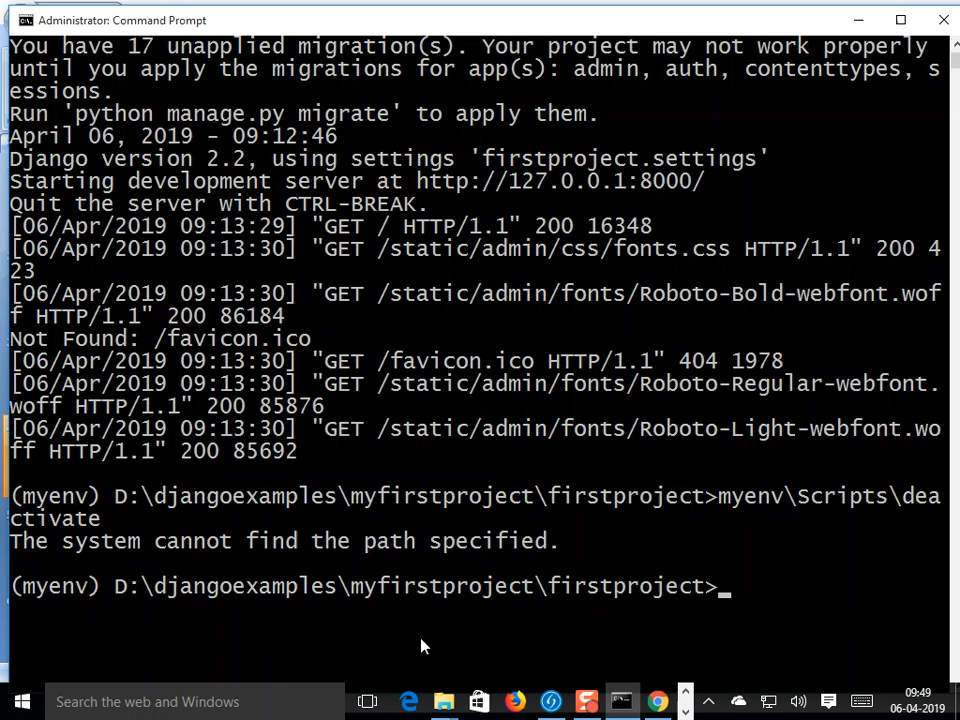 Administrator: Command Prompt
You have 17 unapplied migration(s). Your project may not work properly
until you apply the migrations for app(s): admin, auth, contenttypes, s
essions.
Run 'python manage.py migrate' to apply them.
April 06, 2019 - 09:12:46
Django version 2.2, using settings 'firstproject.settings'
Starting development server at http://127.0.0.1:8000/
Quit the server with CTRL-BREAK.
[06/Apr/2019 09:13:29] "GET / HTTP/1.1" 200 16348
[06/Apr/2019 09:13:30] "GET /static/admin/css/fonts.css HTTP/1.1" 200 4
23
[06/Apr/2019 09:13:30] "GET /static/admin/fonts/Roboto-Bold-webfont.wof
f HTTP/1.1" 200 86184
Not Found: /favicon.ico
[06/Apr/2019 09:13:30] "GET /favicon.ico HTTP/1.1" 404 1978
[06/Apr/2019 09:13:30] "GET /static/admin/fonts/Roboto-Regular-webfont.
woff HTTP/1.1" 200 85876
[06/Apr/2019 09:13:30] "GET /static/admin/fonts/Roboto-Light-webfont.wo
ff HTTP/1.1" 200 85692
(myenv) D:\djangoexamples\myfirstproject\firstproject>myenv\Scripts\dea
ctivate
The system cannot find the path specified.
(myenv) D:\djangoexamples\myfirstproject\firstproject>
Search the web and Windows
09:49
06-04-2019